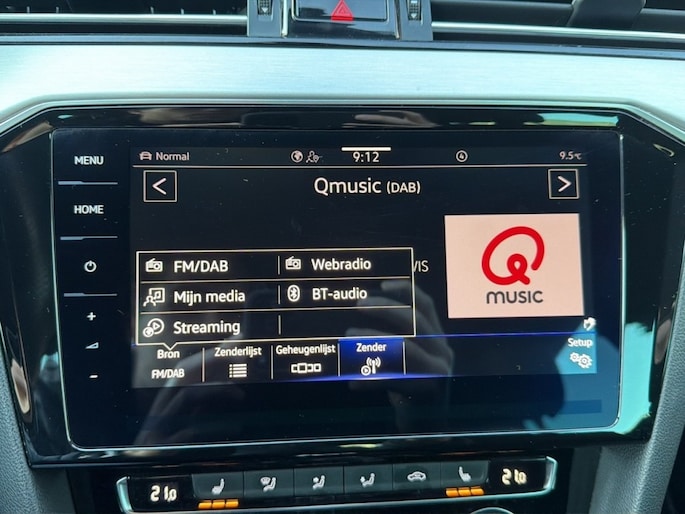 MENU
HOME
Normal
9:12
9.5°C
Qmusic (DAB)
FM/DAB
Webradio
Mijn media
BT-audio
Streaming
VIS
Q
MUSIC
Bron
FM/DAB
Zenderlijst
Geheugenlijst
Zender
Setup
21.0
21.0